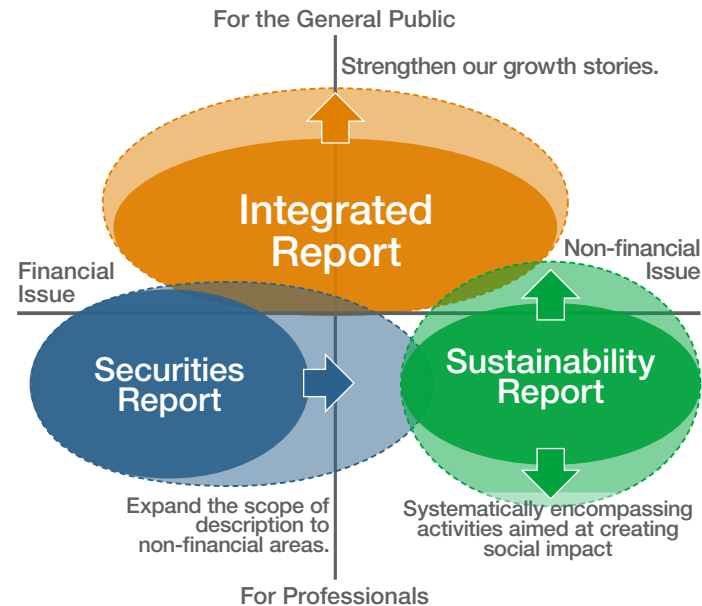 For the General Public
Strengthen our growth stories.
Integrated
Report
Non-financial
Issue
Financial
Issue
Securities
Report
Sustainability
Report
Expand the scope of
description to
non-financial areas.
Systematically encompassing
activities aimed at creating
social impact
For Professionals